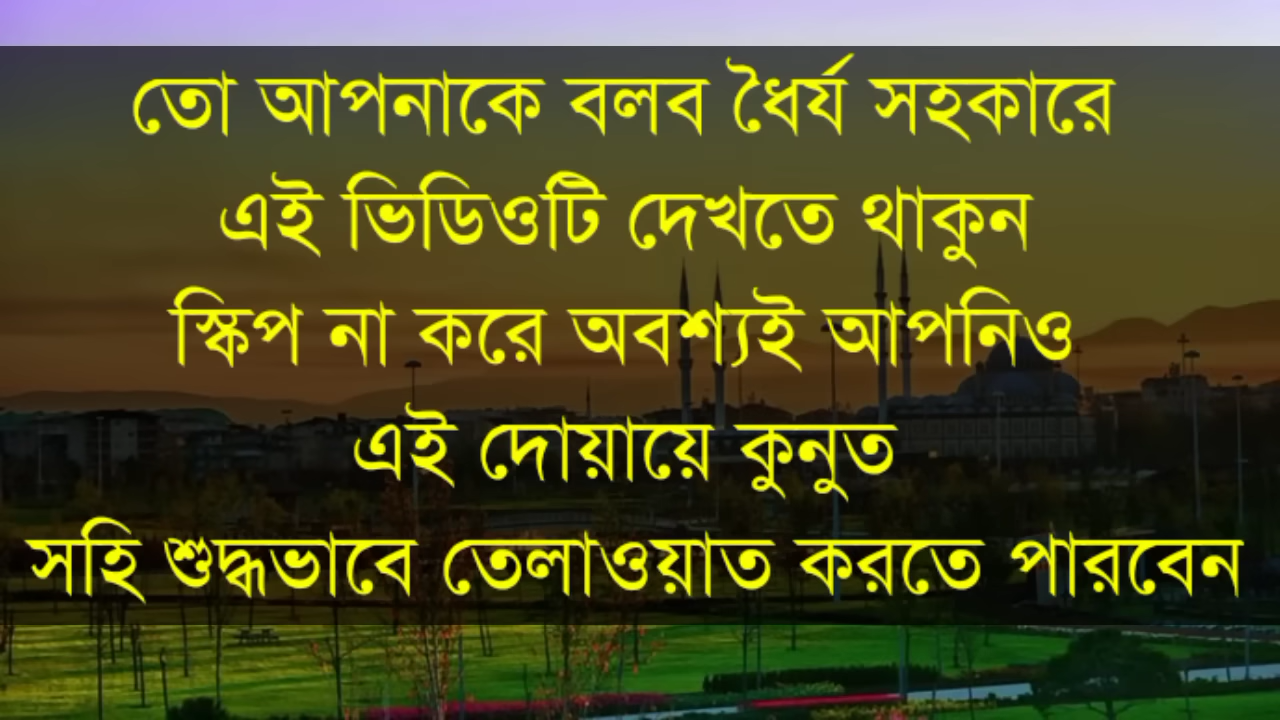 তো আপনাকে বলব ধৈর্য সহকারে
এই ভিডিওটি দেখতে থাকুন
স্কিপ না করে অবশ্যই আপনিও
এই দোয়ায়ে কুনুত
সহি শুদ্ধভাবে তেলাওয়াত করতে পারবেন